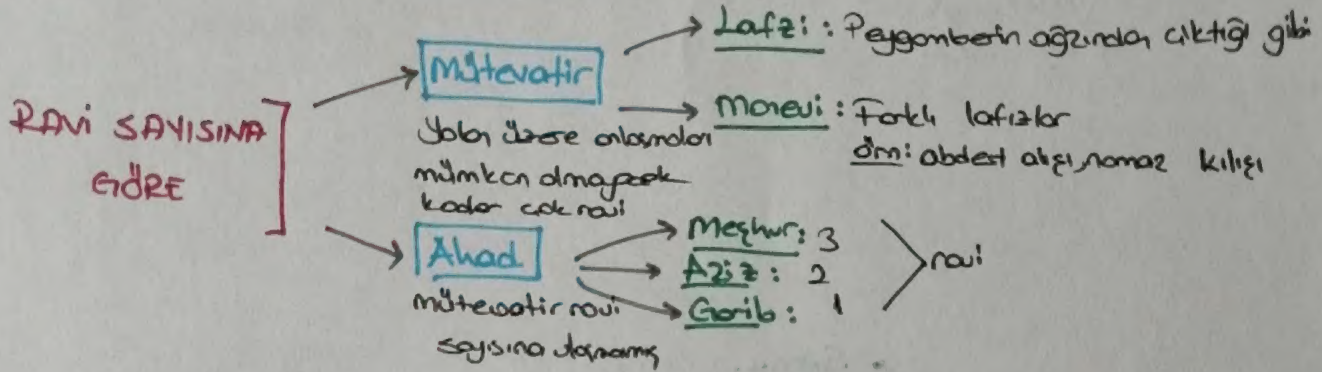 RAVİ SAYISINA
GÖRE
Mütevatir
Yalan üzere anlaşmaları
mümkün olmayacak
kadar çok ravi
Lafzi : Peygamberin ağzından çıktığı gibi
Manevi : Farklı lafızlar
örn: abdest alışı, namaz kılışı
Ahad
mütevatir ravi
sayısına ulaşmamış
Meşhur: 3
Aziz : 2
Garib : 1
ravi